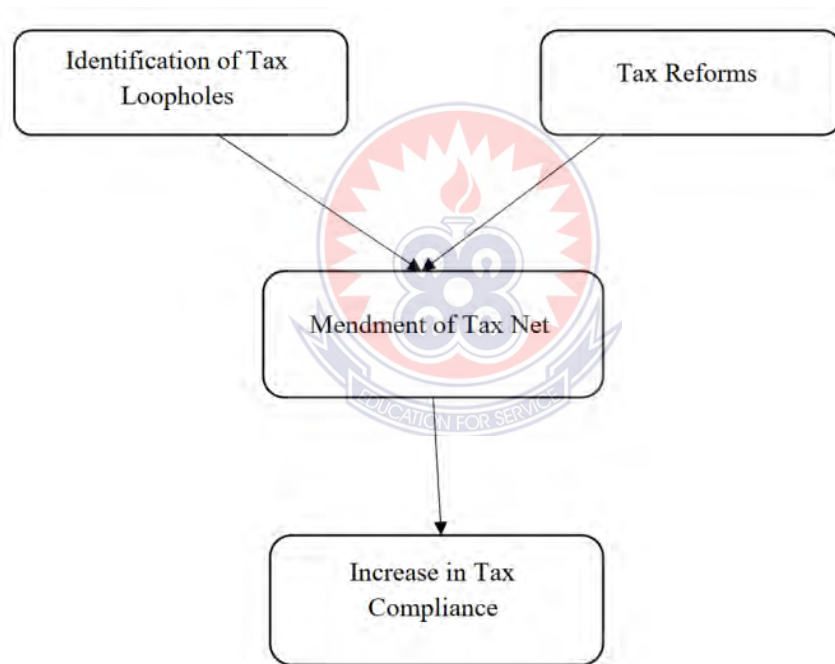 Identification of Tax
Loopholes
Tax Reforms
Mendment of Tax Net
EDUCATION FOR SERVICE
Increase in Tax
Compliance